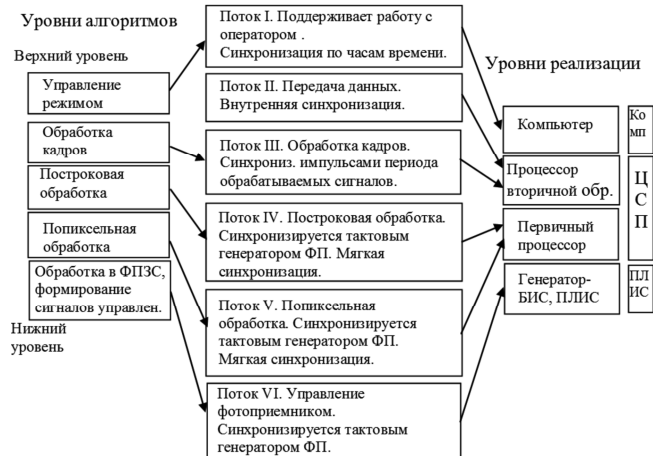 Уровни алгоритмов
Верхний уровень
Управление
режимом
Обработка
кадров
Построковая
обработка
Попиксельная
обработка
Обработка в ФПЗС,
формирование
сигналов управлен.
Нижний
уровень
Поток I. Поддерживает работу с
оператором .
Синхронизация по часам времени.
Поток II. Передача данных.
Внутренняя синхронизация.
Поток III. Обработка кадров.
Синхрониз. импульсами периода
обрабатываемых сигналов.
Поток IV. Построковая обработка.
Синхронизируется тактовым
генератором ФП. Мягкая
синхронизация.
Поток V. Попиксельная
обработка. Синхронизируется
тактовым генератором ФП.
Мягкая синхронизация.
Поток VI. Управление
фотоприемником.
Синхронизируется тактовым
генератором ФП.
Уровни реализации
Компьютер
Процессор
вторичной обр.
Первичный
процессор
Генератор-
БИС, ПЛИС
Ко
мп
Ц
С
П
ПЛ
ИС